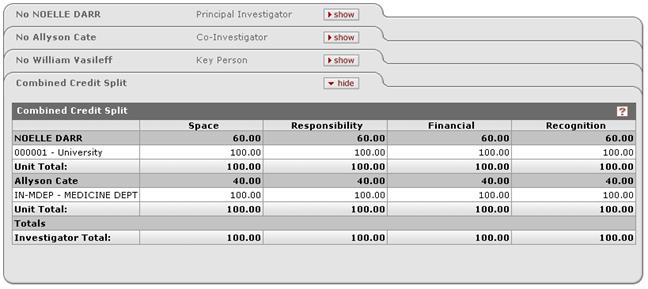 No NOELLE DARR Principal Investigator show
No Allyson Cate Co-Investigator show
No William Vasileff Key Person show
Combined Credit Split hide
Combined Credit Split ?
Space Responsibility Financial Recognition
NOELLE DARR 60.00 60.00 60.00 60.00
000001 - University 100.00 100.00 100.00 100.00
Unit Total: 100.00 100.00 100.00 100.00
Allyson Cate 40.00 40.00 40.00 40.00
IN-MDEP - MEDICINE DEPT 100.00 100.00 100.00 100.00
Unit Total: 100.00 100.00 100.00 100.00
Totals
Investigator Total: 100.00 100.00 100.00 100.00